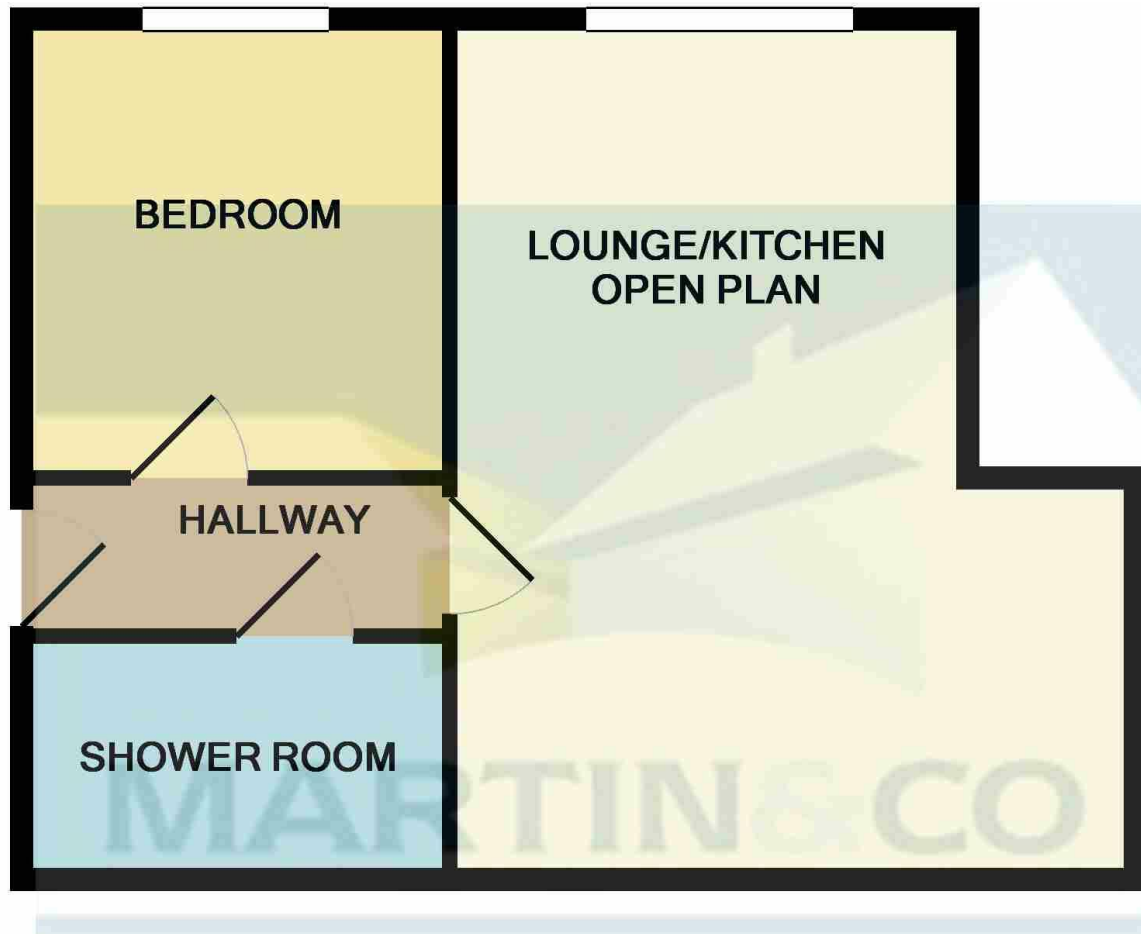 BEDROOM
LOUNGE/KITCHEN
OPEN PLAN
HALLWAY
SHOWER ROOM
MARTIN&CO